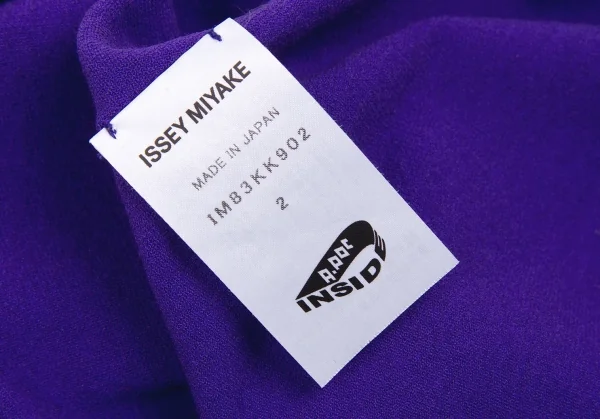 ISSEY MIYAKE
MADE IN JAPAN
IM83KK902
2
A.POC
INSIDE